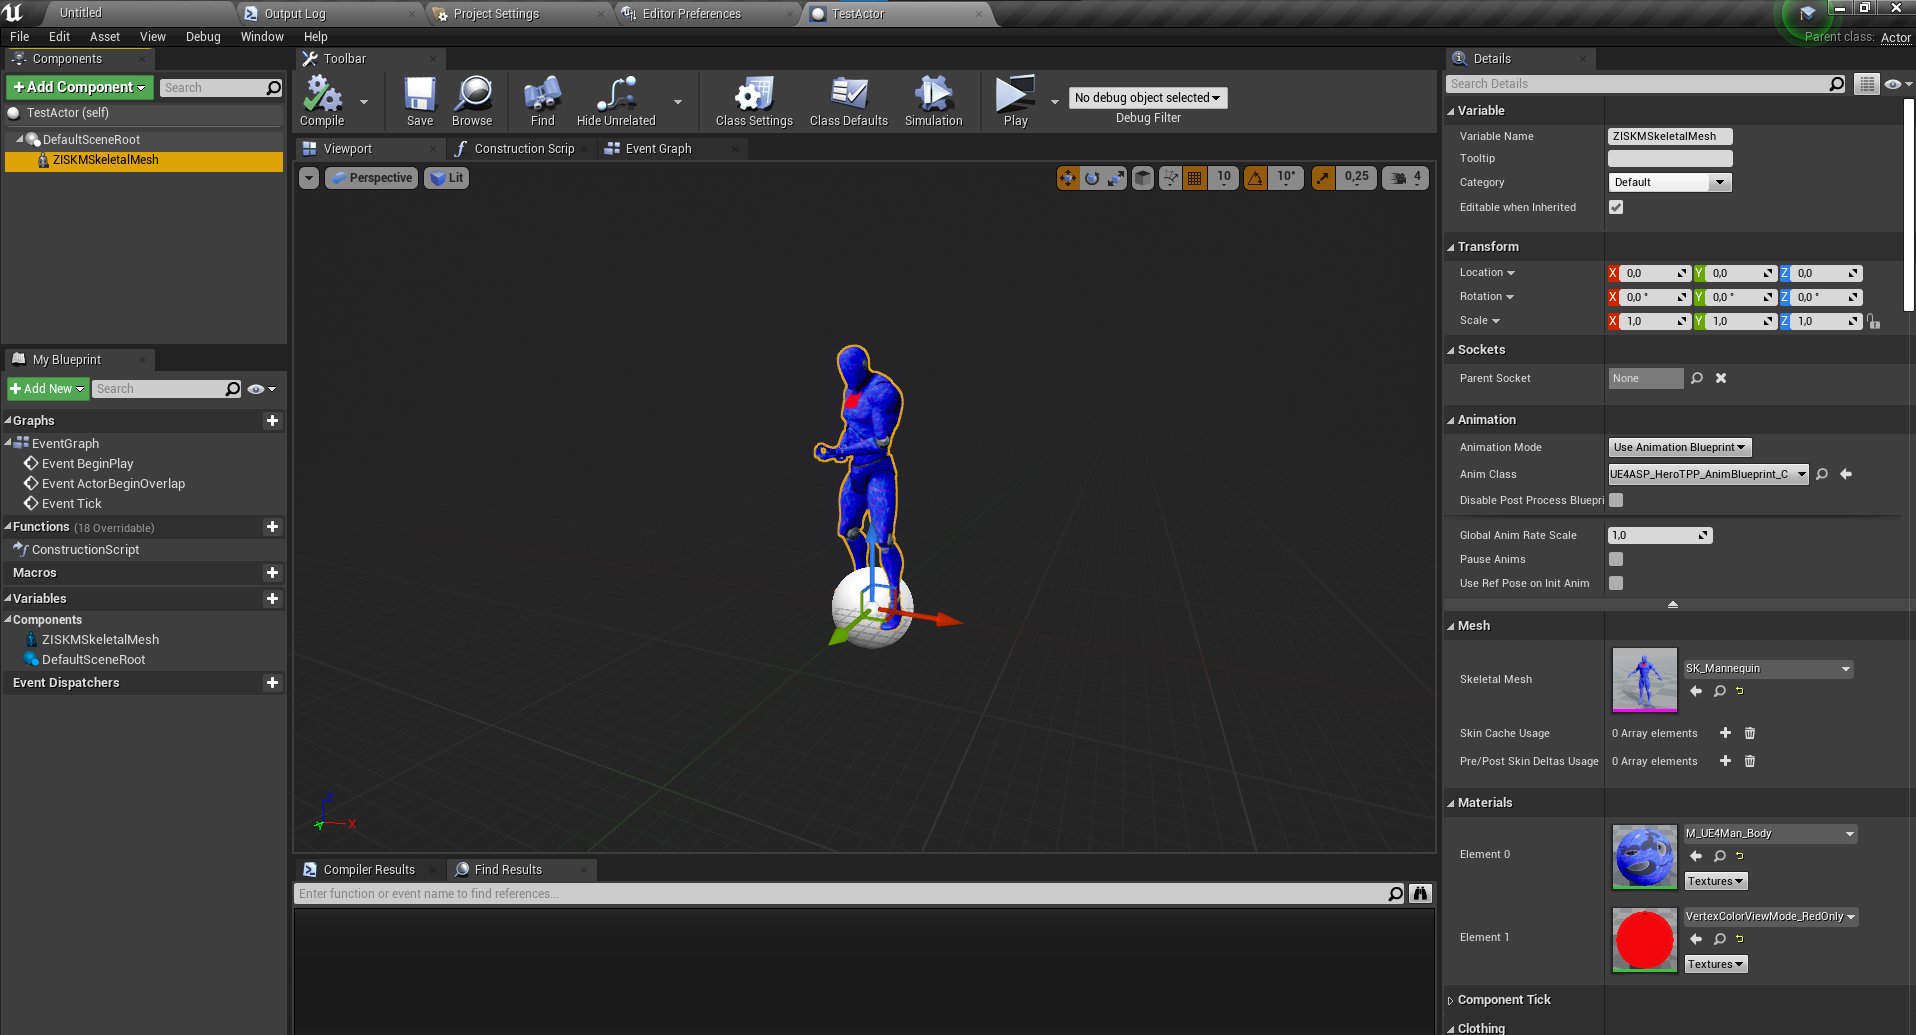 Untitled
Output Log
Project Settings
Editor Preferences
TestActor
File Edit Asset View Debug Window Help
Parent class: Actor
Components
+Add Component
Search
TestActor (self)
DefaultSceneRoot
ZISKMSkeletalMesh
My Blueprint
+Add New
Search
Graphs
EventGraph
Event BeginPlay
Event ActorBeginOverlap
Event Tick
Functions (18 Overridable)
ConstructionScript
Macros
Variables
Components
ZISKMSkeletalMesh
DefaultSceneRoot
Event Dispatchers
Toolbar
Compile
Save
Browse
Find
Hide Unrelated
Class Settings
Class Defaults
Simulation
Play
No debug object selected
Debug Filter
Viewport
Construction Scrip
Event Graph
Perspective
Lit
10
10°
0,25
4
Z
X
Y
Compiler Results
Find Results
Enter function or event name to find references...
Details
Search Details
Variable
Variable Name ZISKMSkeletalMesh
Tooltip
Category Default
Editable when Inherited
Transform
Location X 0,0 Y 0,0 Z 0,0
Rotation X 0,0 ° Y 0,0 ° Z 0,0 °
Scale X 1,0 Y 1,0 Z 1,0
Sockets
Parent Socket None
Animation
Animation Mode Use Animation Blueprint
Anim Class UE4ASP_HeroTPP_AnimBlueprint_C
Disable Post Process Bluepri
Global Anim Rate Scale 1,0
Pause Anims
Use Ref Pose on Init Anim
Mesh
Skeletal Mesh SK_Mannequin
Skin Cache Usage 0 Array elements
Pre/Post Skin Deltas Usage 0 Array elements
Materials
Element 0 M_UE4Man_Body
Textures
Element 1 VertexColorViewMode_RedOnly
Textures
Component Tick
Clothing